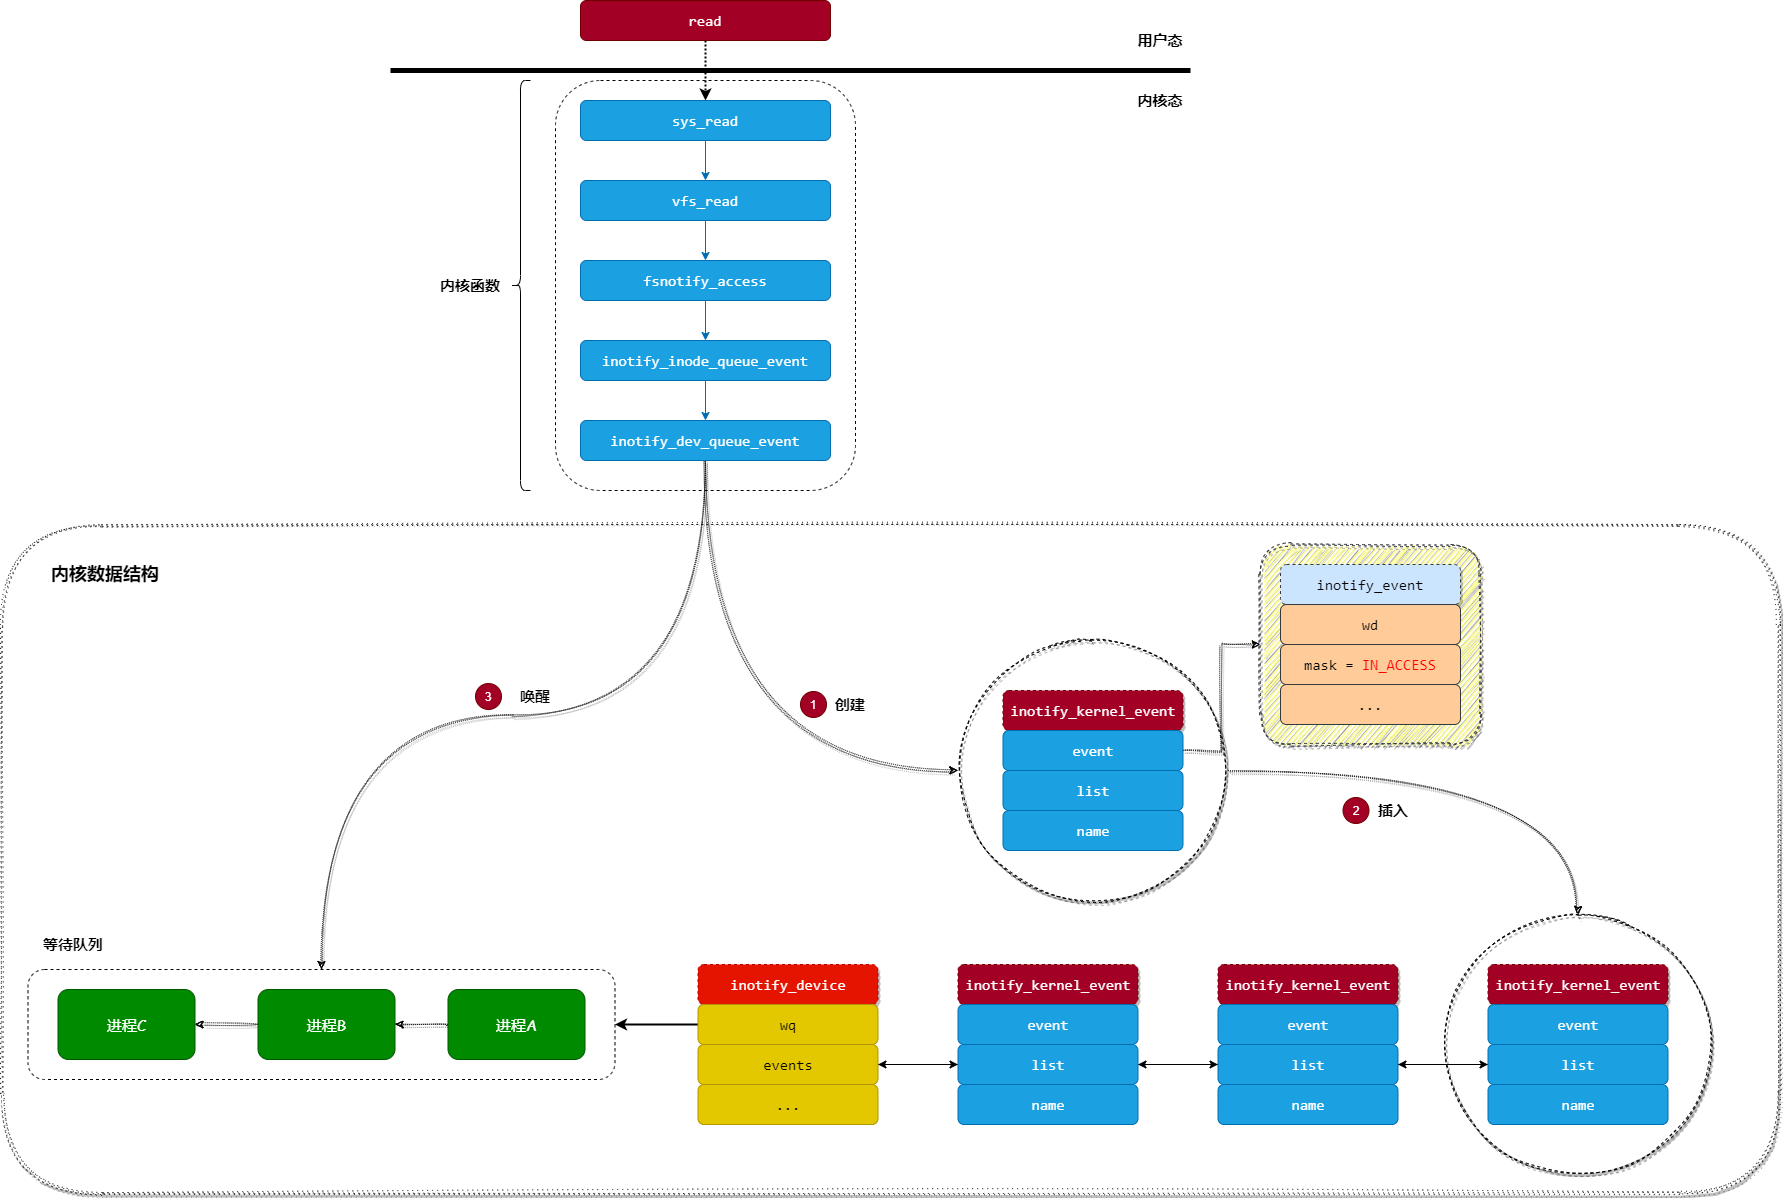 read
用户态
内核态
sys_read
vfs_read
fsnotify_access
内核函数
inotify_inode_queue_event
inotify_dev_queue_event
内核数据结构
inotify_event
wd
mask = IN_ACCESS
...
3 唤醒
1 创建
inotify_kernel_event
event
list
name
2 插入
等待队列
进程C
进程B
进程A
inotify_device
wq
events
...
inotify_kernel_event
event
list
name
inotify_kernel_event
event
list
name
inotify_kernel_event
event
list
name